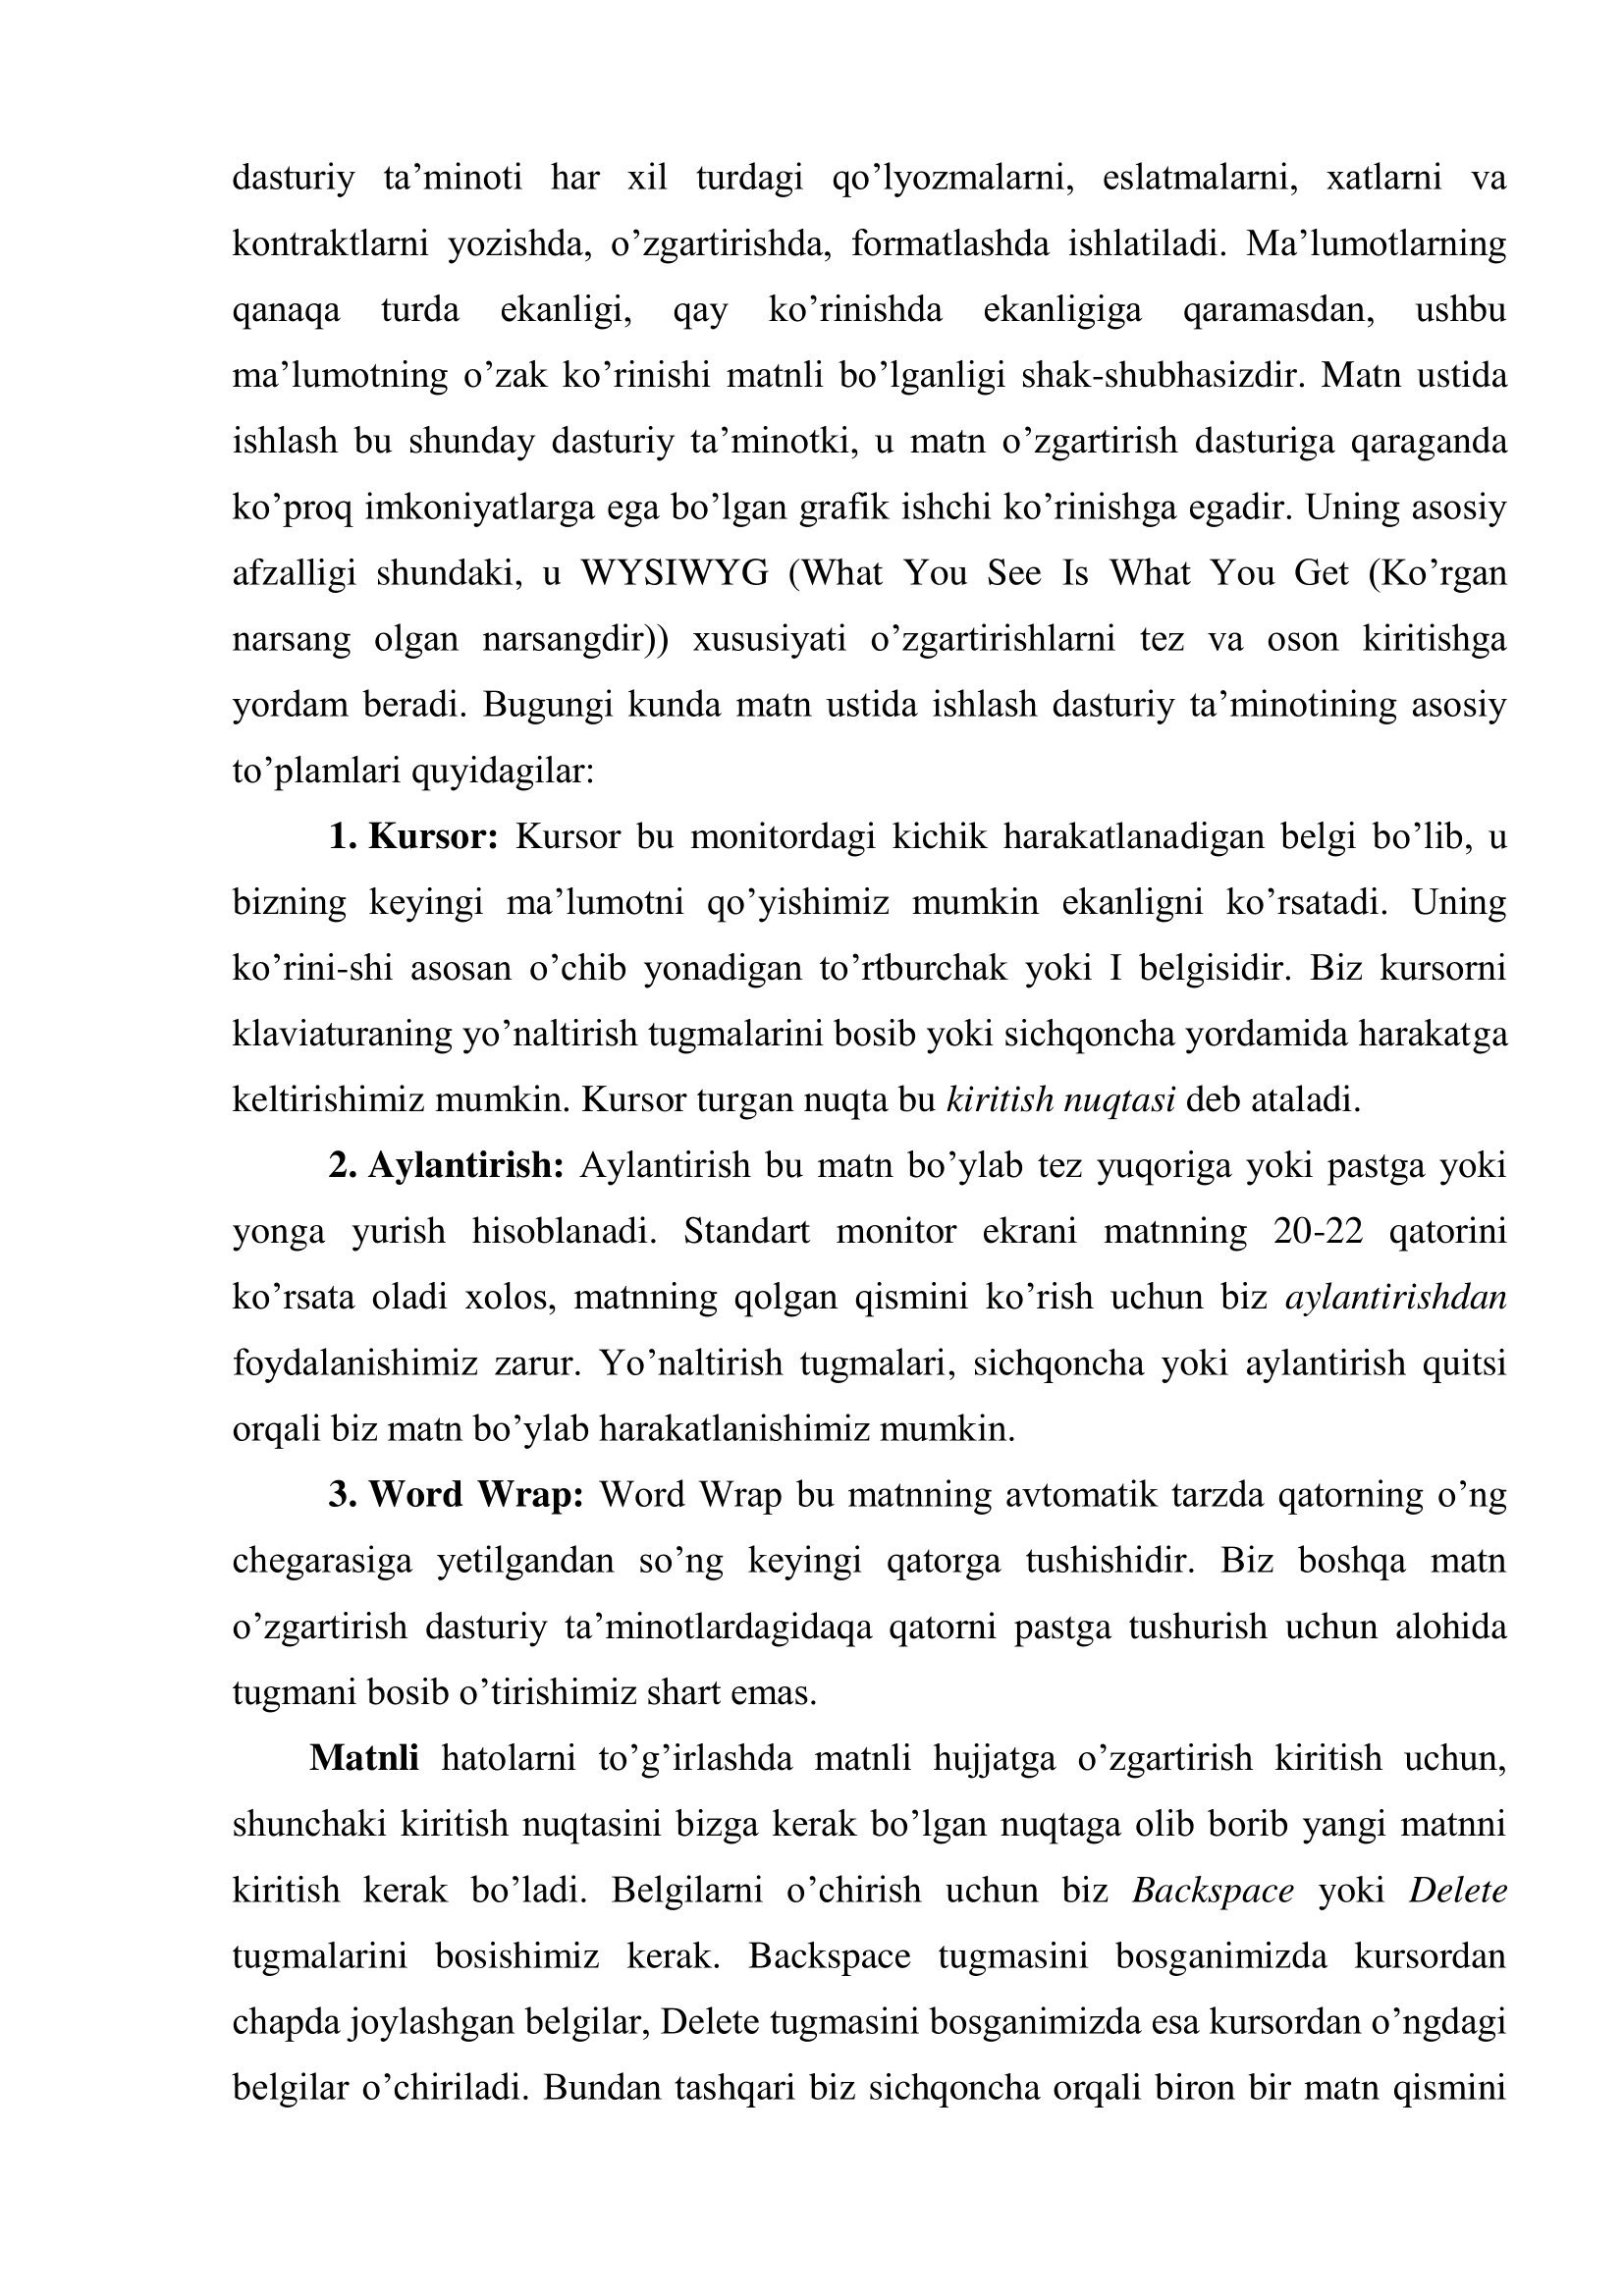 dasturiy ta’minoti har xil turdagi qo’lyozmalarni, eslatmalarni, xatlarni va
kontraktlarni yozishda, o’zgartirishda, formatlashda ishlatiladi. Ma’lumotlarning
qanaqa turda ekanligi, qay ko’rinishda ekanligiga qaramasdan, ushbu
ma’lumotning o’zak ko’rinishi matnli bo’lganligi shak-shubhasizdir. Matn ustida
ishlash bu shunday dasturiy ta’minotki, u matn o’zgartirish dasturiga qaraganda
ko’proq imkoniyatlarga ega bo’lgan grafik ishchi ko’rinishga egadir. Uning asosiy
afzalligi shundaki, u WYSIWYG (What You See Is What You Get (Ko’rgan
narsang olgan narsangdir)) xususiyati o’zgartirishlarni tez va oson kiritishga
yordam beradi. Bugungi kunda matn ustida ishlash dasturiy ta’minotining asosiy
to’plamlari quyidagilar:
1. Kursor: Kursor bu monitordagi kichik harakatlanadigan belgi bo’lib, u
bizning keyingi ma’lumotni qo’yishimiz mumkin ekanligni ko’rsatadi. Uning
ko’rini-shi asosan o’chib yonadigan to’rtburchak yoki I belgisidir. Biz kursorni
klaviaturaning yo’naltirish tugmalarini bosib yoki sichqoncha yordamida harakatga
keltirishimiz mumkin. Kursor turgan nuqta bu kiritish nuqtasi deb ataladi.
2. Aylantirish: Aylantirish bu matn bo’ylab tez yuqoriga yoki pastga yoki
yonga yurish hisoblanadi. Standart monitor ekrani matnning 20-22 qatorini
ko’rsata oladi xolos, matnning qolgan qismini ko’rish uchun biz aylantirishdan
foydalanishimiz zarur. Yo’naltirish tugmalari, sichqoncha yoki aylantirish quitsi
orqali biz matn bo’ylab harakatlanishimiz mumkin.
3. Word Wrap: Word Wrap bu matnning avtomatik tarzda qatorning o’ng
chegarasiga yetilgandan so’ng keyingi qatorga tushishidir. Biz boshqa matn
o’zgartirish dasturiy ta’minotlardagidaqa qatorni pastga tushurish uchun alohida
tugmani bosib o’tirishimiz shart emas.
Matnli hatolarni to’g’irlashda matnli hujjatga o’zgartirish kiritish uchun,
shunchaki kiritish nuqtasini bizga kerak bo’lgan nuqtaga olib borib yangi matnni
kiritish kerak bo’ladi. Belgilarni o’chirish uchun biz Backspace yoki Delete
tugmalarini bosishimiz kerak. Backspace tugmasini bosganimizda kursordan
chapda joylashgan belgilar, Delete tugmasini bosganimizda esa kursordan o’ngdagi
belgilar o’chiriladi. Bundan tashqari biz sichqoncha orqali biron bir matn qismini